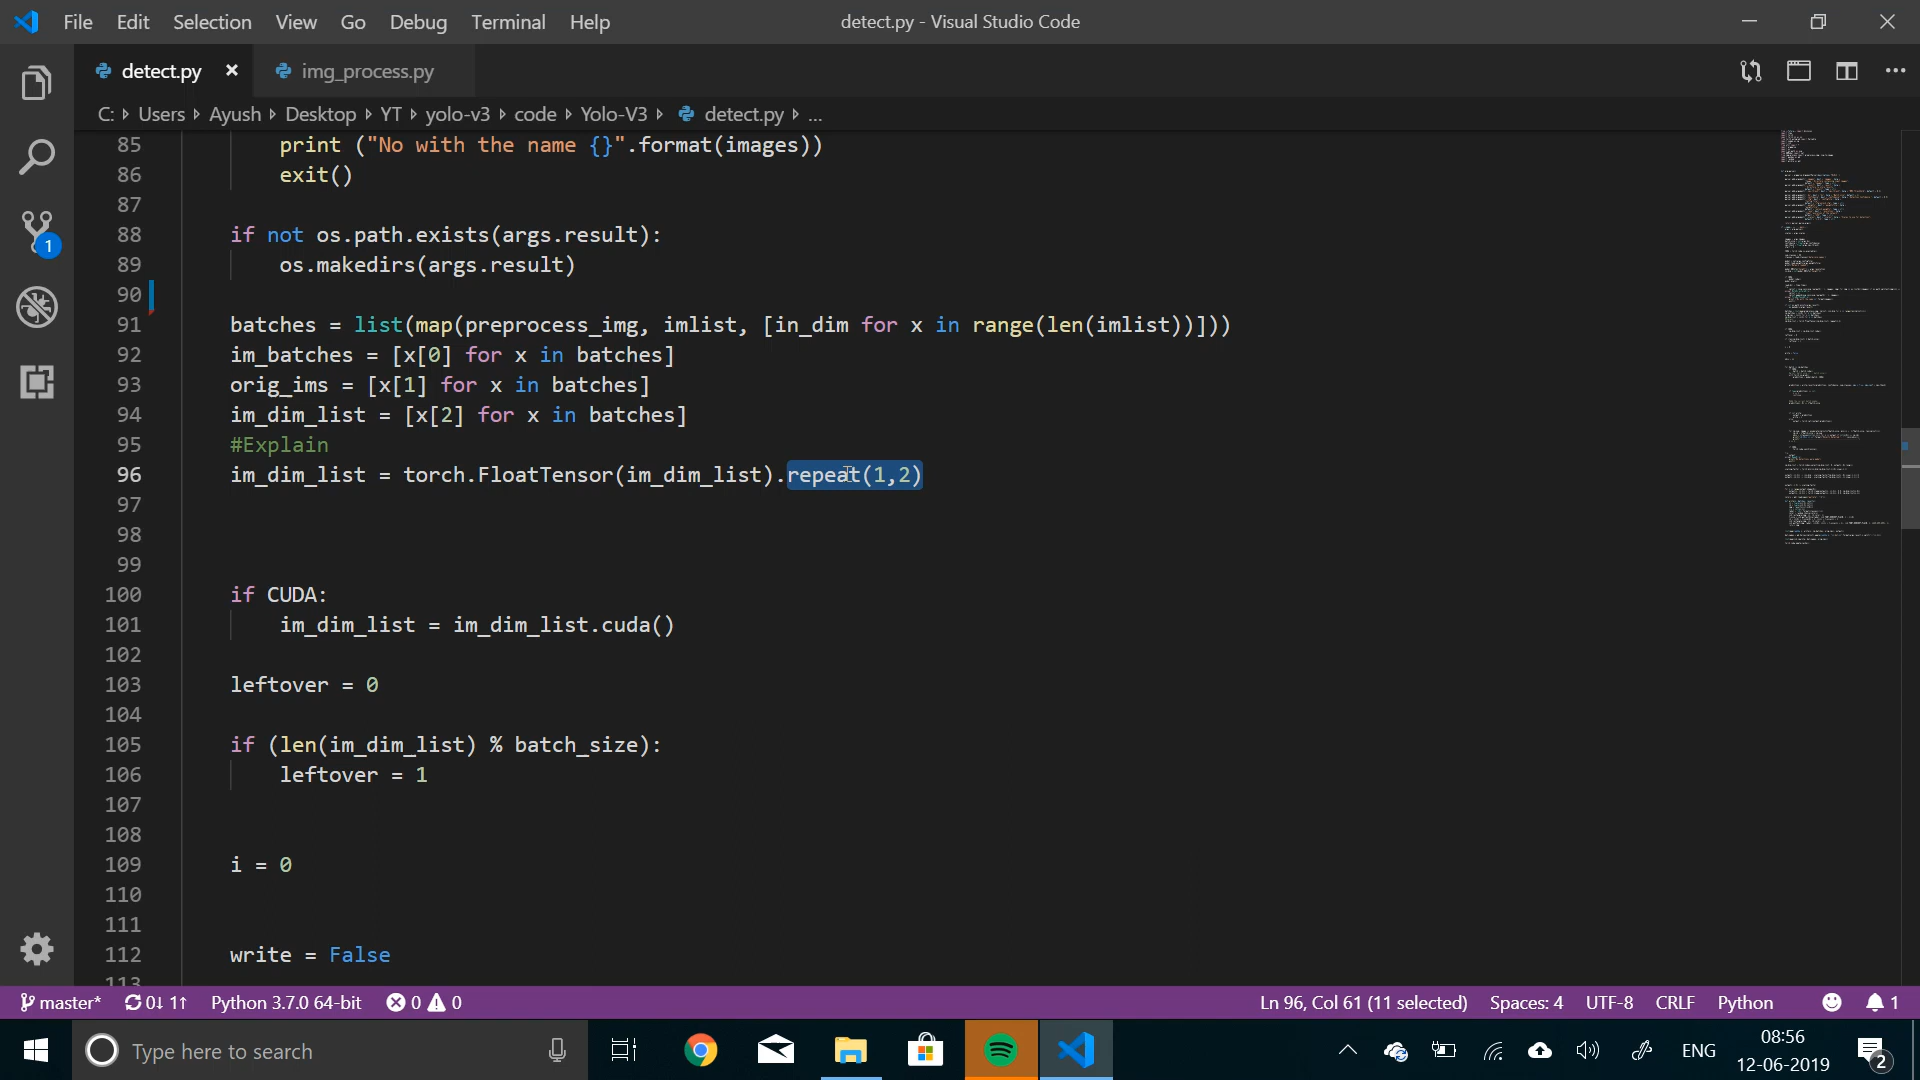 File Edit Selection View Go Debug Terminal Help
detect.py - Visual Studio Code
detect.py
img_process.py
C: Users Ayush Desktop YT yolo-v3 code Yolo-V3 detect.py ...
85 print ("No with the name {}".format(images))
86 exit()
87
88 if not os.path.exists(args.result):
89 os.makedirs(args.result)
90
91 batches = list(map(preprocess_img, imlist, [in_dim for x in range(len(imlist))]))
92 im_batches = [x[0] for x in batches]
93 orig_ims = [x[1] for x in batches]
94 im_dim_list = [x[2] for x in batches]
95 #Explain
96 im_dim_list = torch.FloatTensor(im_dim_list).repeat(1,2)
97
98
99
100 if CUDA:
101 im_dim_list = im_dim_list.cuda()
102
103 leftover = 0
104
105 if (len(im_dim_list) % batch_size):
106 leftover = 1
107
108
109 i = 0
110
111
112 write = False
113
1
master* 0↓ 1↑ Python 3.7.0 64-bit 0 0
Ln 96, Col 61 (11 selected) Spaces: 4 UTF-8 CRLF Python 1
Type here to search
ENG
08:56
12-06-2019
2